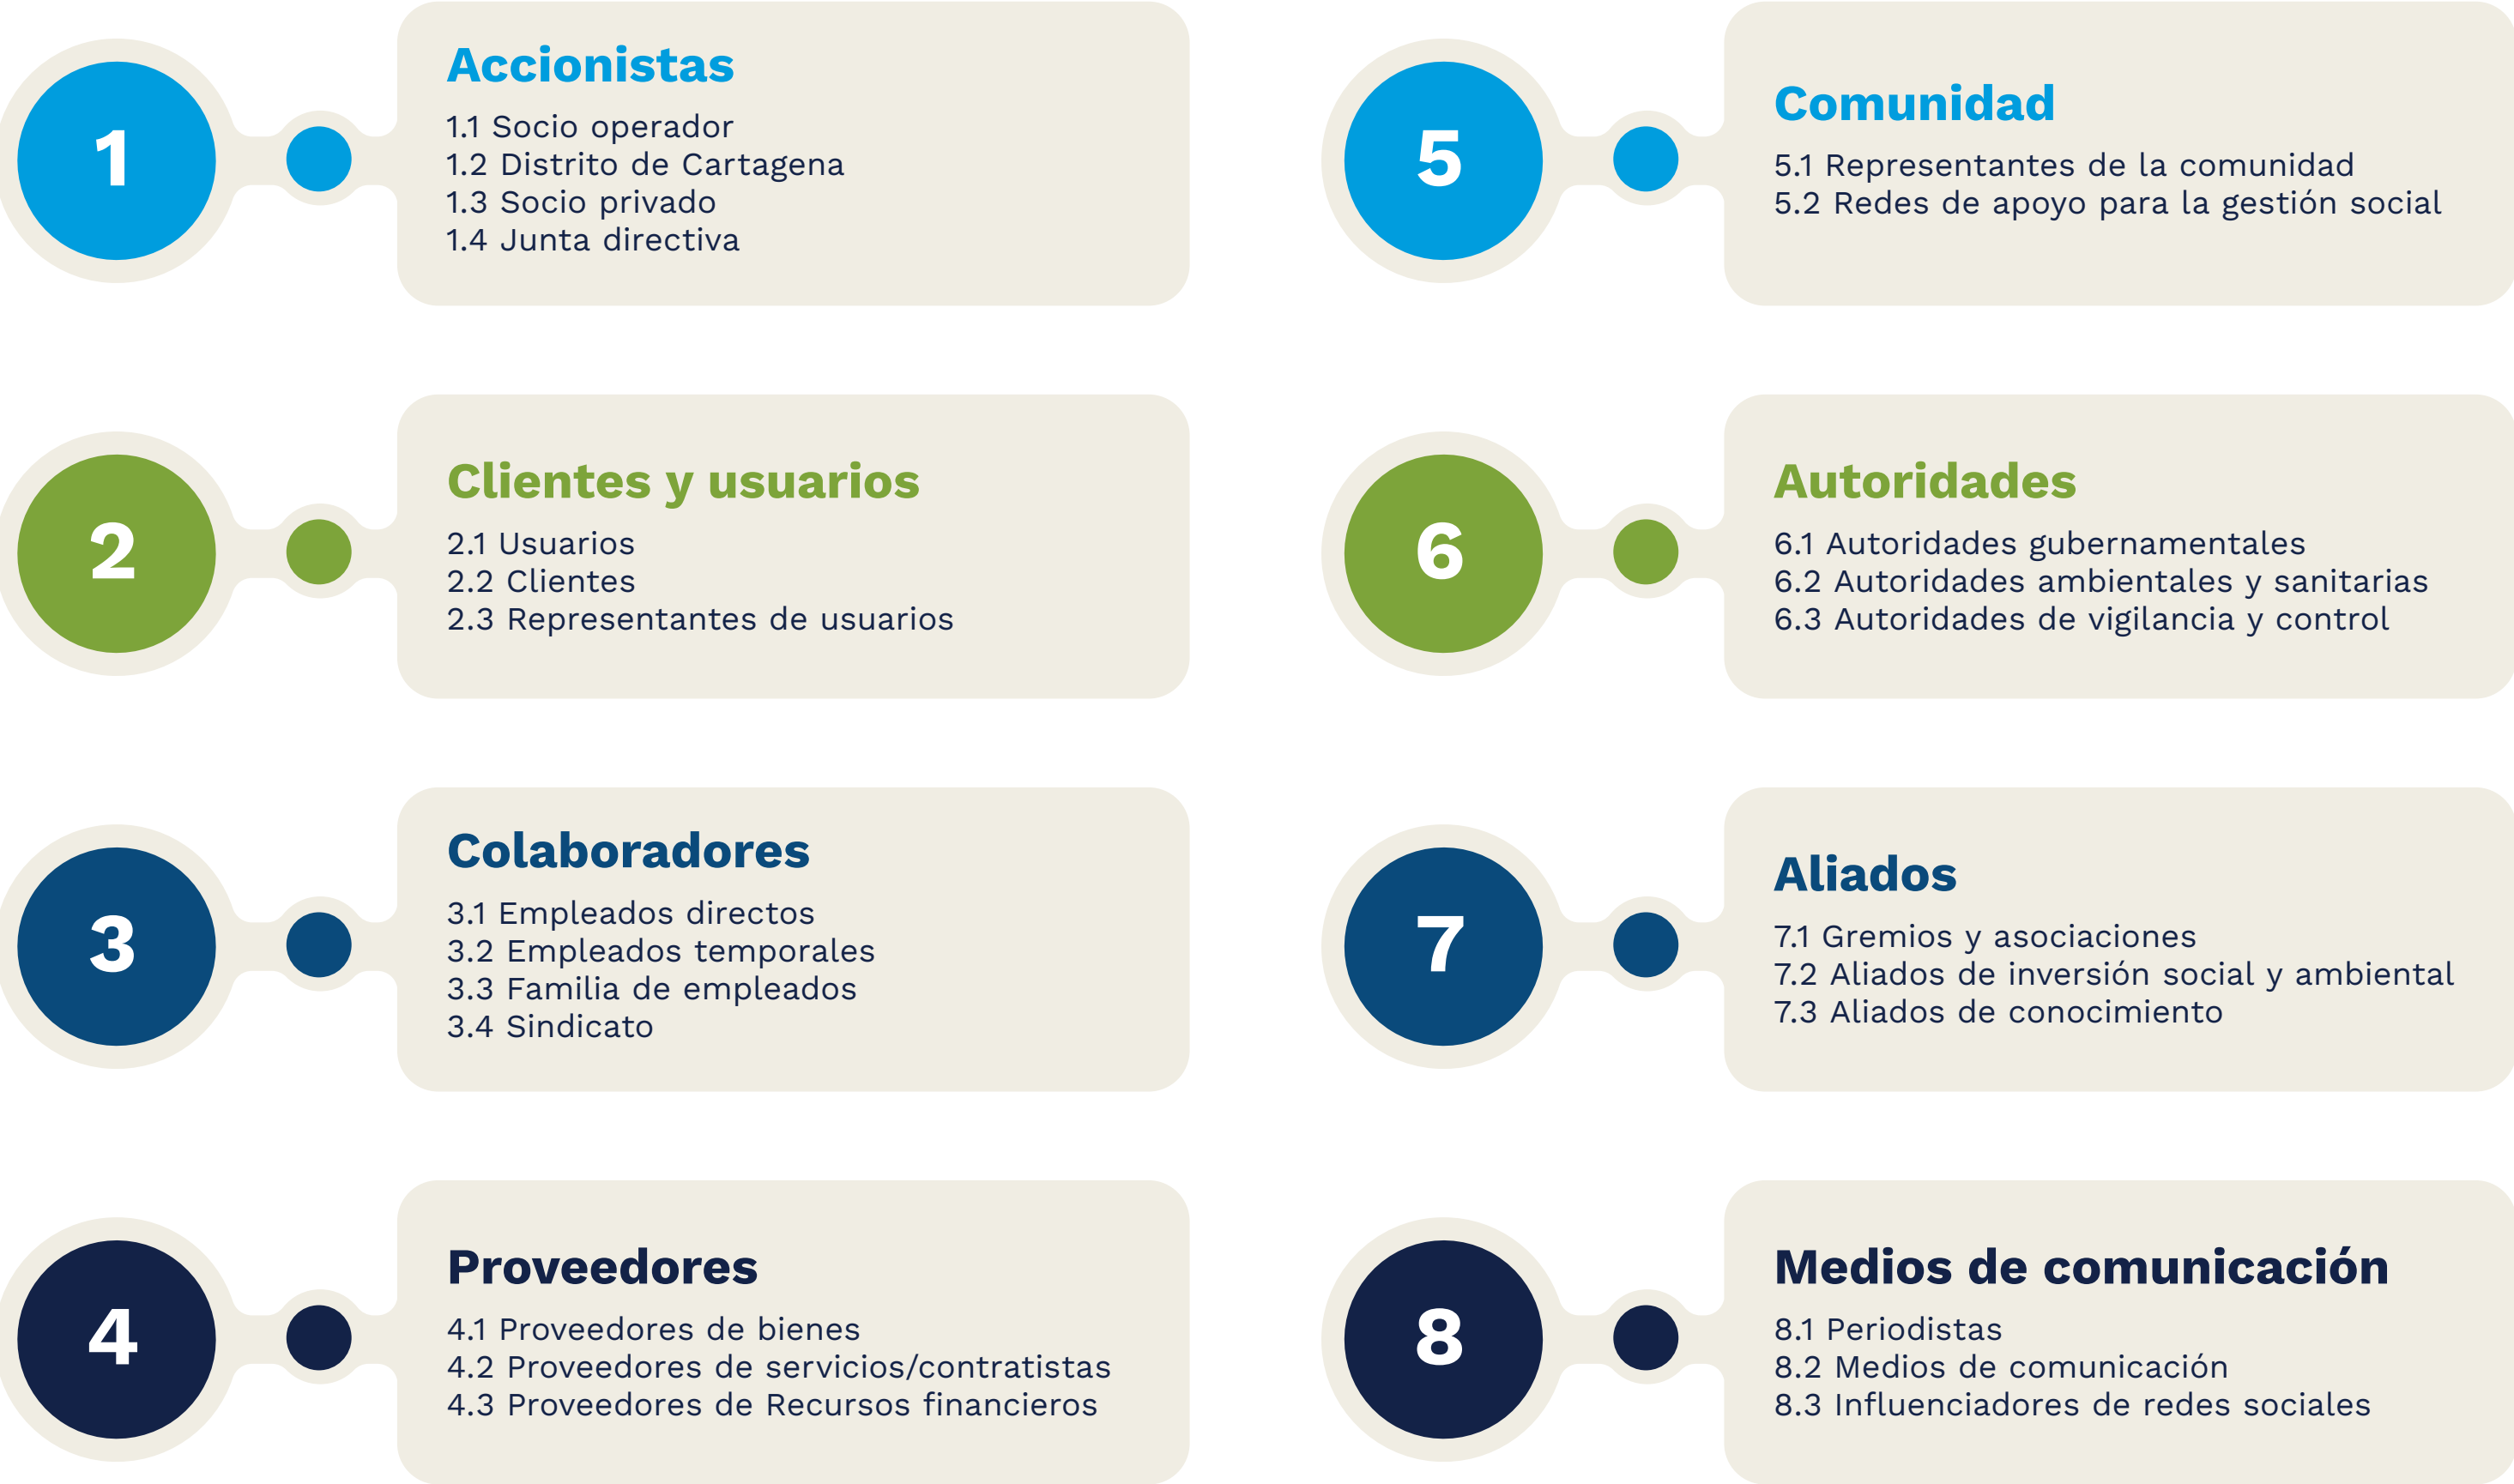 1
Accionistas
1.1 Socio operador
1.2 Distrito de Cartagena
1.3 Socio privado
1.4 Junta directiva
2
Clientes y usuarios
2.1 Usuarios
2.2 Clientes
2.3 Representantes de usuarios
3
Colaboradores
3.1 Empleados directos
3.2 Empleados temporales
3.3 Familia de empleados
3.4 Sindicato
4
Proveedores
4.1 Proveedores de bienes
4.2 Proveedores de servicios/contratistas
4.3 Proveedores de Recursos financieros
5
Comunidad
5.1 Representantes de la comunidad
5.2 Redes de apoyo para la gestión social
6
Autoridades
6.1 Autoridades gubernamentales
6.2 Autoridades ambientales y sanitarias
6.3 Autoridades de vigilancia y control
7
Aliados
7.1 Gremios y asociaciones
7.2 Aliados de inversión social y ambiental
7.3 Aliados de conocimiento
8
Medios de comunicación
8.1 Periodistas
8.2 Medios de comunicación
8.3 Influenciadores de redes sociales